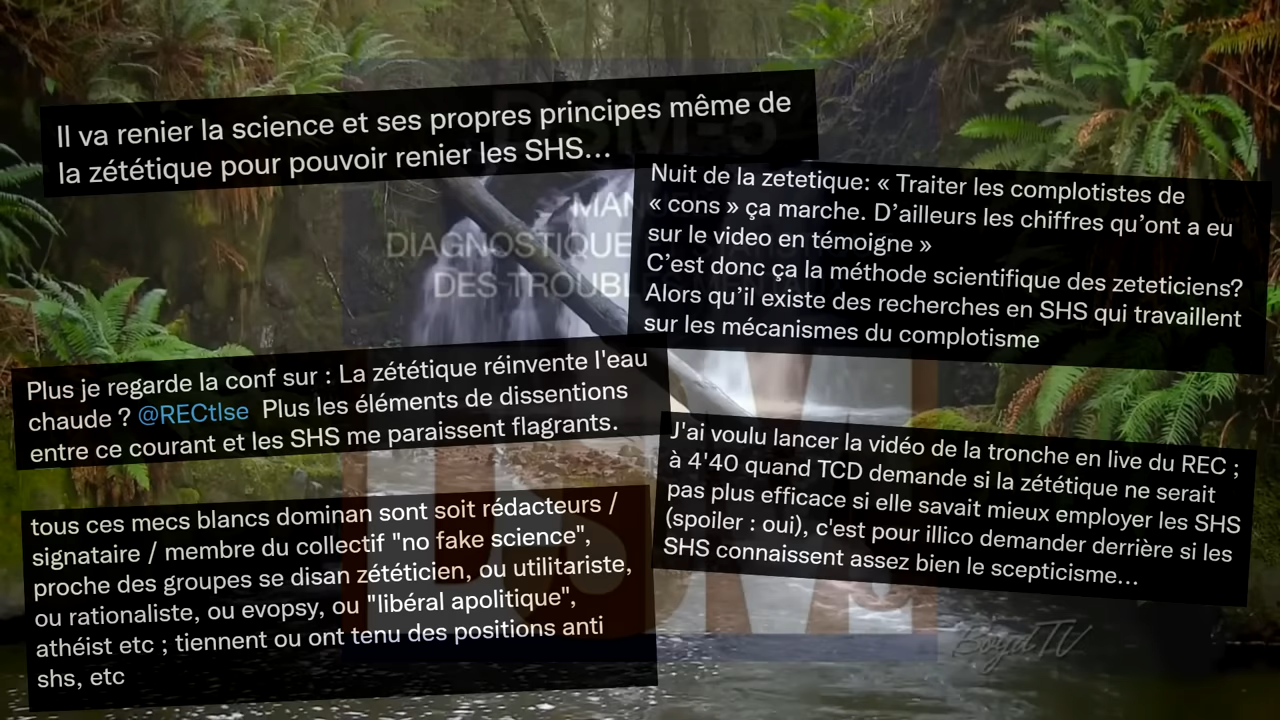 Il va renier la science et ses propres principes même de
la zététique pour pouvoir renier les SHS...
Nuit de la zetetique: « Traiter les complotistes de
« cons » ça marche. D’ailleurs les chiffres qu’ont a eu
sur le video en témoigne »
C’est donc ça la méthode scientifique des zeteticiens?
Alors qu’il existe des recherches en SHS qui travaillent
sur les mécanismes du complotisme
Plus je regarde la conf sur : La zététique réinvente l'eau
chaude ? @REctlse Plus les éléments de dissentions
entre ce courant et les SHS me paraissent flagrants.
J'ai voulu lancer la vidéo de la tronche en live du REC ;
à 4'40 quand TCD demande si la zététique ne serait
pas plus efficace si elle savait mieux employer les SHS
(spoiler : oui), c'est pour illico demander derrière si les
SHS connaissent assez bien le scepticisme...
tous ces mecs blancs dominan sont soit rédacteurs /
signataire / membre du collectif "no fake science",
proche des groupes se disan zététicien, ou utilitariste,
ou rationaliste, ou evopsy, ou "libéral apolitique",
athéist etc ; tiennent ou ont tenu des positions anti
shs, etc
DSM-5
MAN
DIAGNOSTIQUE
DES TROUBL
DSM
BoydTV